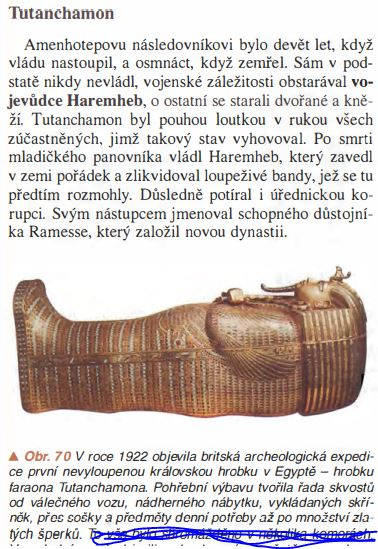 Tutanchamon
Amenhotepovu následovníkovi bylo devět let, když
vládu nastoupil, a osmnáct, když zemřel. Sám v pod-
statě nikdy nevládl, vojenské záležitosti obstarával vo-
jevůdce Haremheb, o ostatní se starali dvořané a kně-
ží. Tutanchamon byl pouhou loutkou v rukou všech
zúčastněných, jimž takový stav vyhovoval. Po smrti
mladičkého panovníka vládl Haremheb, který zavedl
v zemi pořádek a zlikvidoval loupeživé bandy, jež se tu
předtím rozmohly. Důsledně potíral i úřednickou ko-
rupci. Svým nástupcem jmenoval schopného důstojní-
ka Ramesse, který založil novou dynastii.
▲ Obr. 70 V roce 1922 objevila britská archeologická expedi-
ce první nevyloupenou královskou hrobku v Egyptě – hrobku
faraona Tutanchamona. Pohřební výbavu tvořila řada skvostů
od válečného vozu, nádherného nábytku, vykládaných skří-
něk, přes sošky a předměty denní potřeby až po množství zla-
tých šperků. To vše bylo shromážděno v několika komorách.